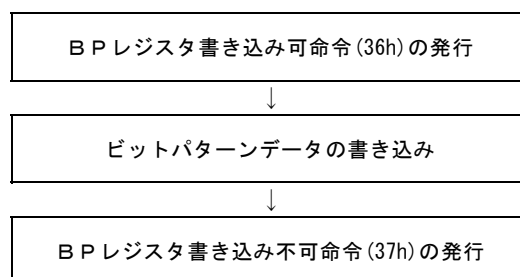 ＢＰレジスタ書き込み可命令(36h)の発行
↓
ビットパターンデータの書き込み
↓
ＢＰレジスタ書き込み不可命令(37h)の発行